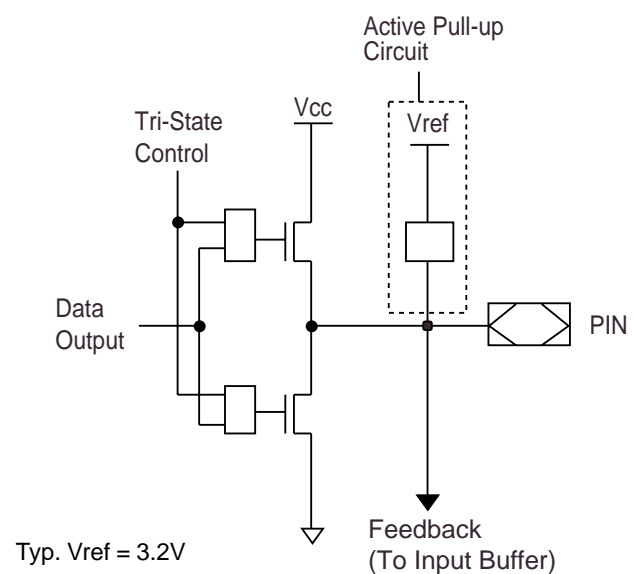 Active Pull-up
Circuit
Vcc
Vref
Tri-State
Control
Data
Output
PIN
Feedback
(To Input Buffer)
Typ. Vref = 3.2V